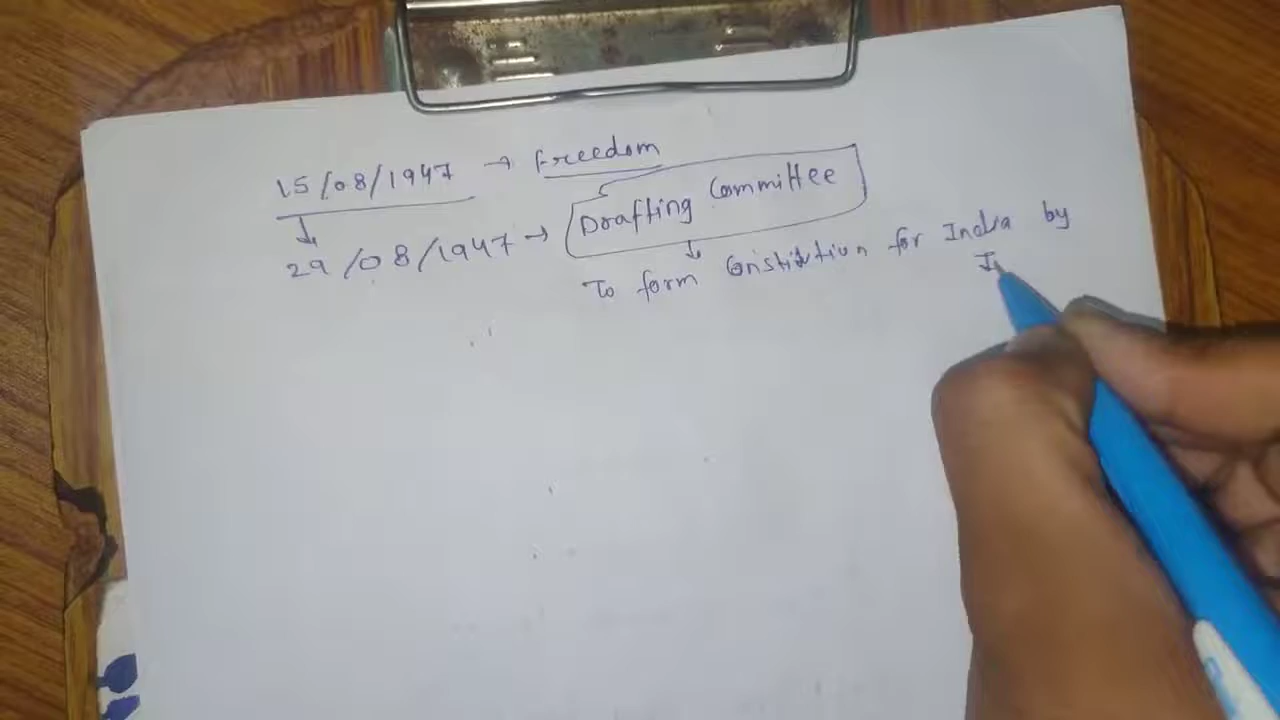 15/08/1947 → Freedom
29/08/1947 → Drafting Committee
To form Constitution for India by
I